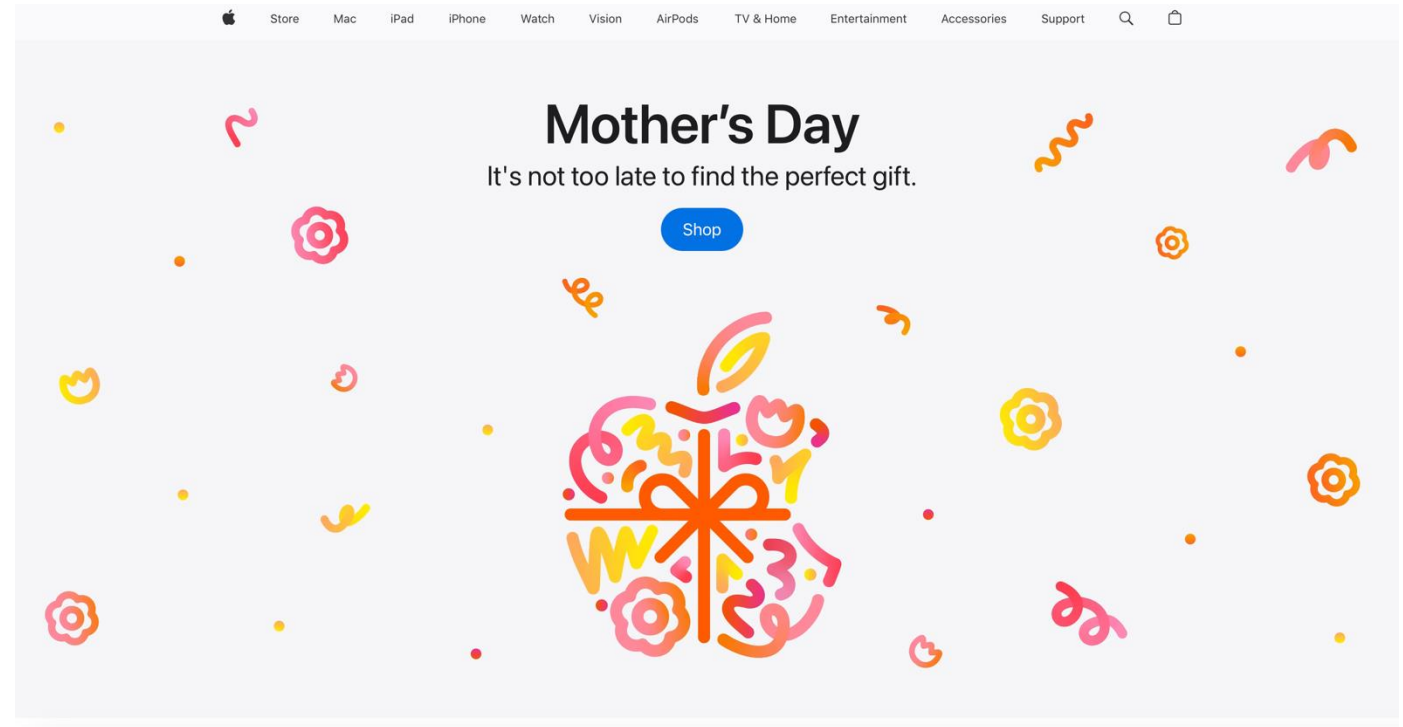 Store Mac iPad iPhone Watch Vision AirPods TV & Home Entertainment Accessories Support
Mother’s Day
It's not too late to find the perfect gift.
Shop